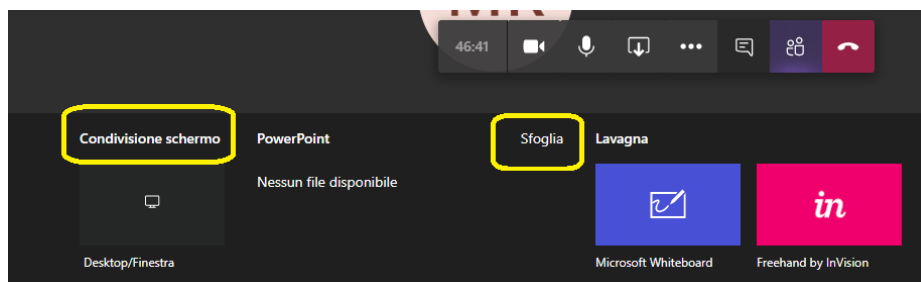 46:41
Condivisione schermo
PowerPoint
Sfoglia
Lavagna
Nessun file disponibile
in
Desktop/Finestra
Microsoft Whiteboard
Freehand by InVision